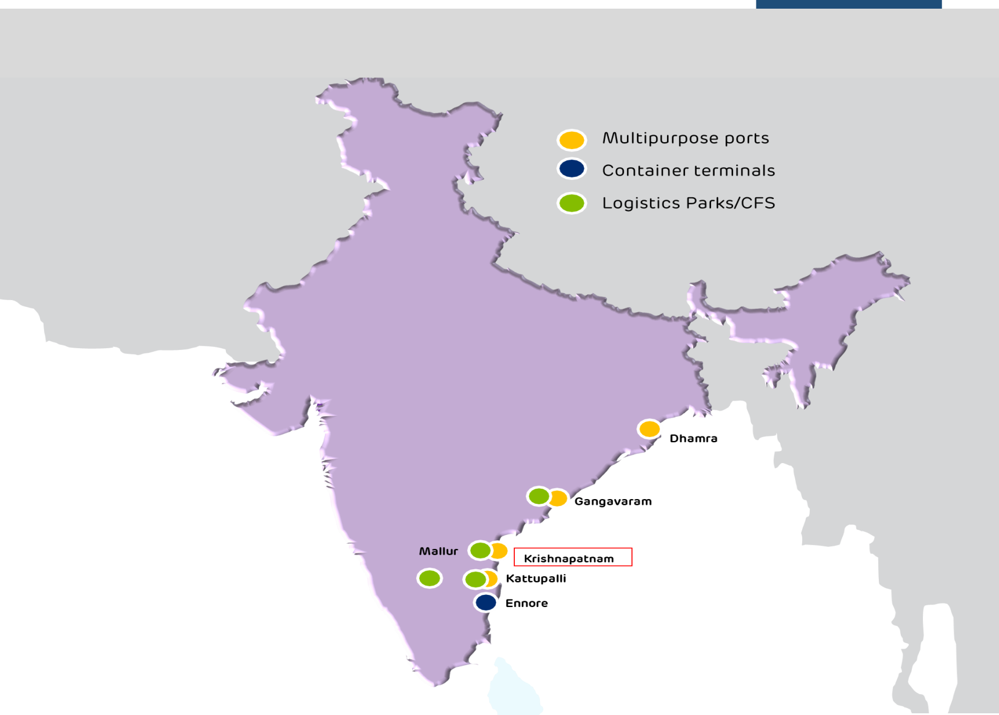 Multipurpose ports
Container terminals
Logistics Parks/CFS
Dhamra
Gangavaram
Mallur
Krishnapatnam
Kattupalli
Ennore